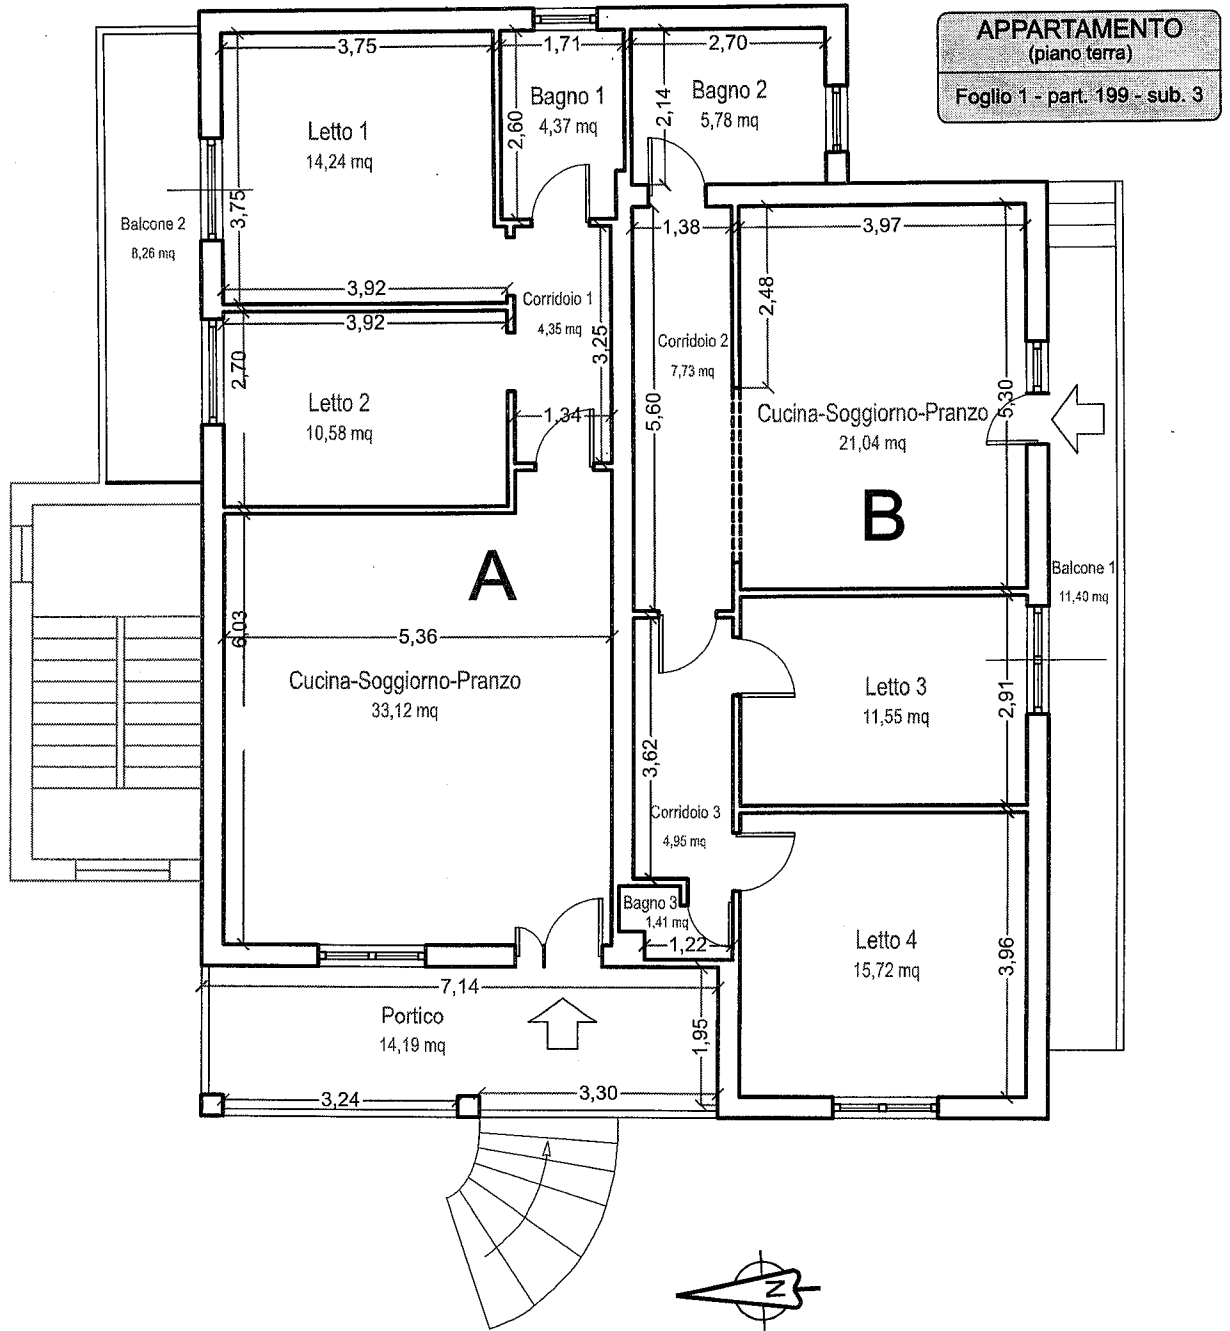 APPARTAMENTO
(piano terra)
Foglio 1 - part. 199 - sub. 3
3,75
1,71
2,70
Bagno 1
4,37 mq
Bagno 2
5,78 mq
2,60
2,14
Letto 1
14,24 mq
3,75
Balcone 2
8,26 mq
1,38
3,97
3,92
Corridoio 1
4,35 mq
2,48
3,92
3,25
Corridoio 2
7,73 mq
2,70
Letto 2
10,58 mq
1,34
5,60
5,30
Cucina-Soggiorno-Pranzo
21,04 mq
B
A
Balcone 1
11,40 mq
6,03
5,36
Cucina-Soggiorno-Pranzo
33,12 mq
Letto 3
11,55 mq
2,91
3,62
Corridoio 3
4,95 mq
Bagno 3
1,41 mq
1,22
Letto 4
15,72 mq
3,96
7,14
Portico
14,19 mq
1,95
3,24
3,30
N